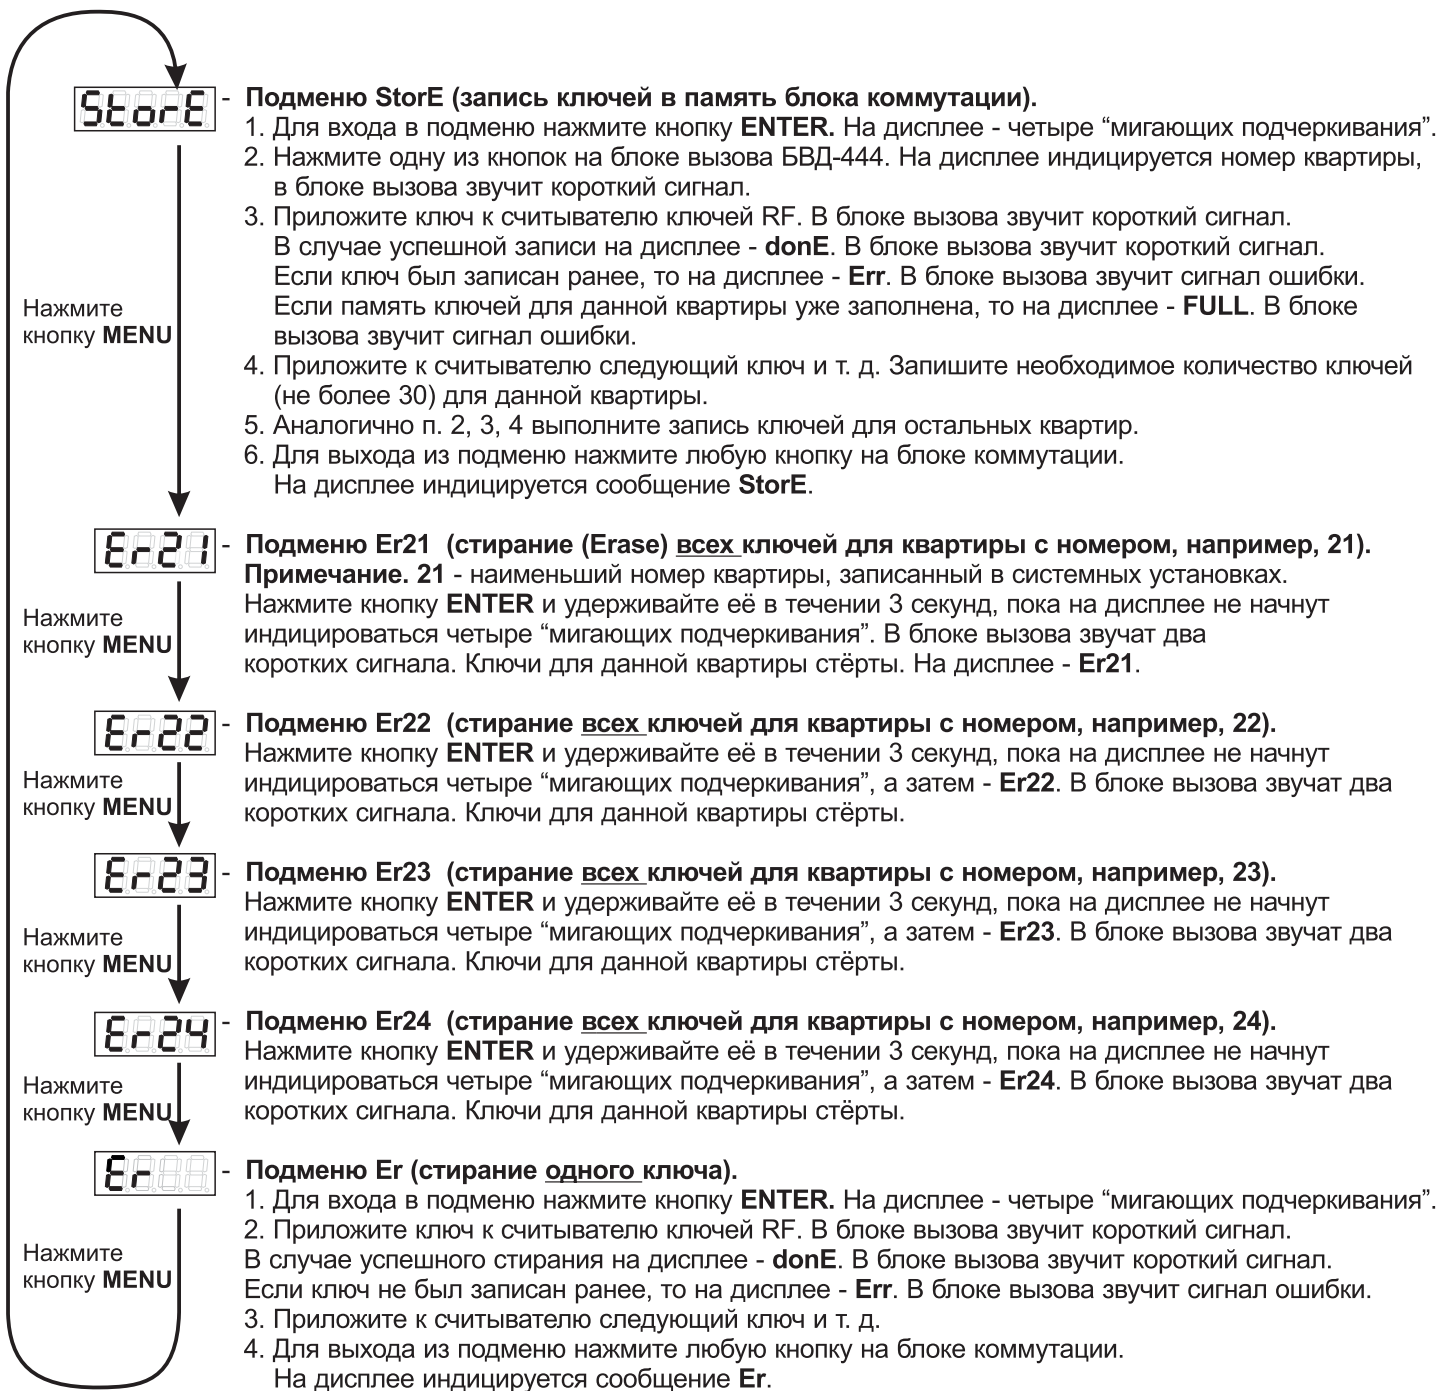 StorE - Подменю StorE (запись ключей в память блока коммутации).
1. Для входа в подменю нажмите кнопку ENTER. На дисплее - четыре “мигающих подчеркивания”.
2. Нажмите одну из кнопок на блоке вызова БВД-444. На дисплее индицируется номер квартиры,
в блоке вызова звучит короткий сигнал.
3. Приложите ключ к считывателю ключей RF. В блоке вызова звучит короткий сигнал.
В случае успешной записи на дисплее - donE. В блоке вызова звучит короткий сигнал.
Если ключ был записан ранее, то на дисплее - Err. В блоке вызова звучит сигнал ошибки.
Если память ключей для данной квартиры уже заполнена, то на дисплее - FULL. В блоке
вызова звучит сигнал ошибки.
4. Приложите к считывателю следующий ключ и т. д. Запишите необходимое количество ключей
(не более 30) для данной квартиры.
5. Аналогично п. 2, 3, 4 выполните запись ключей для остальных квартир.
6. Для выхода из подменю нажмите любую кнопку на блоке коммутации.
На дисплее индицируется сообщение StorE.
Нажмите
кнопку MENU
Er21 - Подменю Er21 (стирание (Erase) всех ключей для квартиры с номером, например, 21).
Примечание. 21 - наименьший номер квартиры, записанный в системных установках.
Нажмите кнопку ENTER и удерживайте её в течении 3 секунд, пока на дисплее не начнут
индицироваться четыре “мигающих подчеркивания”. В блоке вызова звучат два
коротких сигнала. Ключи для данной квартиры стёрты. На дисплее - Er21.
Нажмите
кнопку MENU
Er22 - Подменю Er22 (стирание всех ключей для квартиры с номером, например, 22).
Нажмите кнопку ENTER и удерживайте её в течении 3 секунд, пока на дисплее не начнут
индицироваться четыре “мигающих подчеркивания”, а затем - Er22. В блоке вызова звучат два
коротких сигнала. Ключи для данной квартиры стёрты.
Нажмите
кнопку MENU
Er23 - Подменю Er23 (стирание всех ключей для квартиры с номером, например, 23).
Нажмите кнопку ENTER и удерживайте её в течении 3 секунд, пока на дисплее не начнут
индицироваться четыре “мигающих подчеркивания”, а затем - Er23. В блоке вызова звучат два
коротких сигнала. Ключи для данной квартиры стёрты.
Нажмите
кнопку MENU
Er24 - Подменю Er24 (стирание всех ключей для квартиры с номером, например, 24).
Нажмите кнопку ENTER и удерживайте её в течении 3 секунд, пока на дисплее не начнут
индицироваться четыре “мигающих подчеркивания”, а затем - Er24. В блоке вызова звучат два
коротких сигнала. Ключи для данной квартиры стёрты.
Нажмите
кнопку MENU
Er - Подменю Er (стирание одного ключа).
1. Для входа в подменю нажмите кнопку ENTER. На дисплее - четыре “мигающих подчеркивания”.
2. Приложите ключ к считывателю ключей RF. В блоке вызова звучит короткий сигнал.
В случае успешного стирания на дисплее - donE. В блоке вызова звучит короткий сигнал.
Если ключ не был записан ранее, то на дисплее - Err. В блоке вызова звучит сигнал ошибки.
3. Приложите к считывателю следующий ключ и т. д.
4. Для выхода из подменю нажмите любую кнопку на блоке коммутации.
На дисплее индицируется сообщение Er.
Нажмите
кнопку MENU